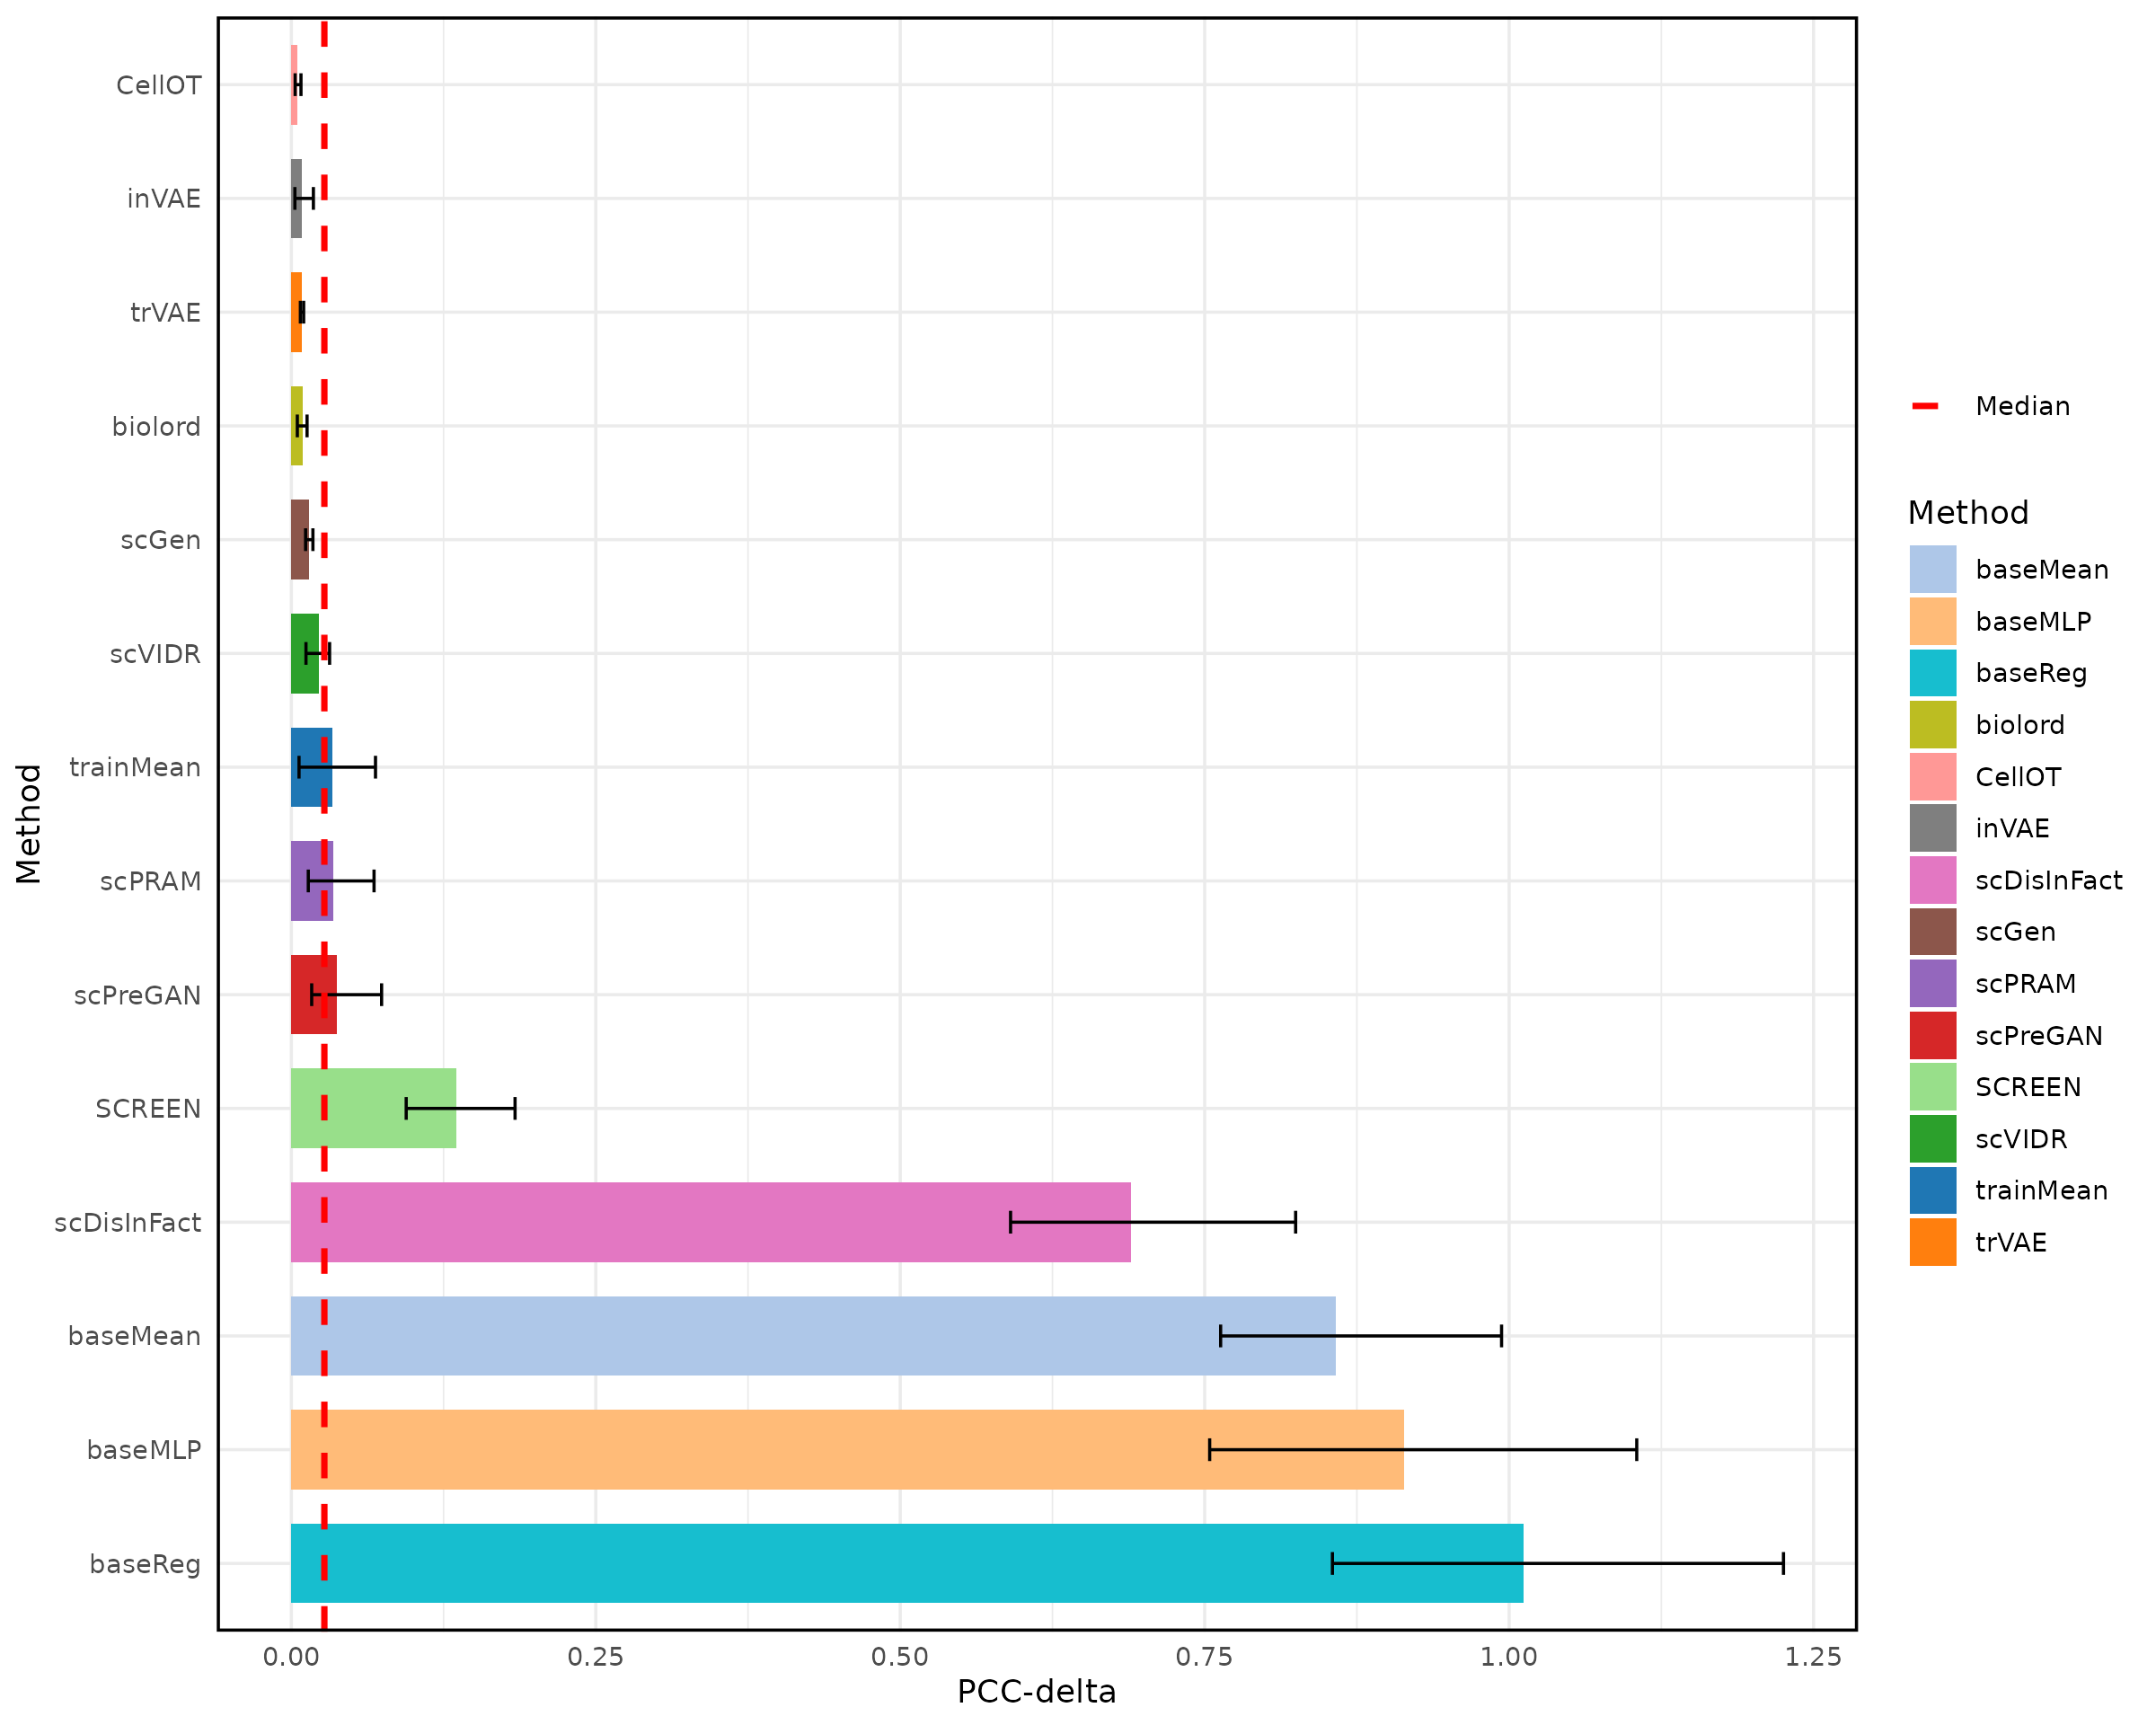 CellOT
inVAE
trVAE
biolord
scGen
scVIDR
trainMean
scPRAM
scPreGAN
SCREEN
scDisInFact
baseMean
baseMLP
baseReg
Method
0.00 0.25 0.50 0.75 1.00 1.25
PCC-delta
Median
Method
baseMean
baseMLP
baseReg
biolord
CellOT
inVAE
scDisInFact
scGen
scPRAM
scPreGAN
SCREEN
scVIDR
trainMean
trVAE